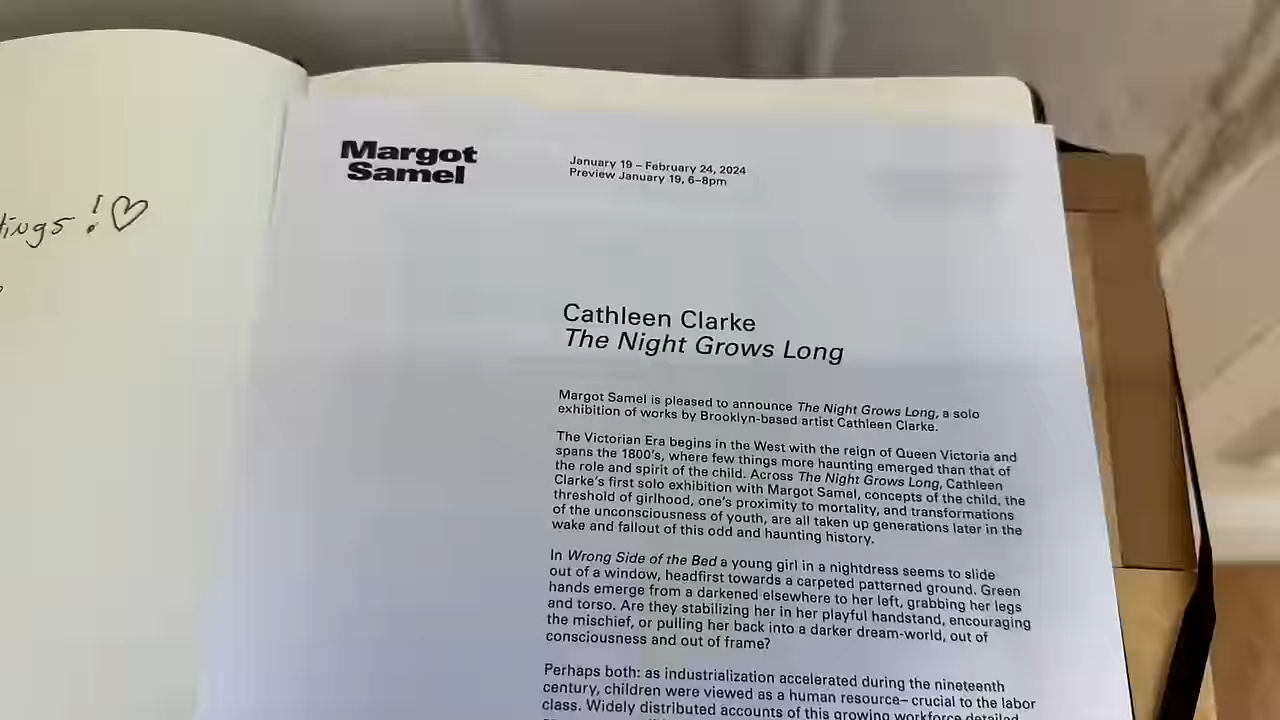 !♡
Margot
Samel
January 19 – February 24, 2024
Preview January 19, 6–8pm
Cathleen Clarke
The Night Grows Long
Margot Samel is pleased to announce The Night Grows Long, a solo
exhibition of works by Brooklyn-based artist Cathleen Clarke.
The Victorian Era begins in the West with the reign of Queen Victoria and
spans the 1800's, where few things more haunting emerged than that of
the role and spirit of the child. Across The Night Grows Long, Cathleen
Clarke's first solo exhibition with Margot Samel, concepts of the child, the
threshold of girlhood, one's proximity to mortality, and transformations
of the unconsciousness of youth, are all taken up generations later in the
wake and fallout of this odd and haunting history.
In Wrong Side of the Bed a young girl in a nightdress seems to slide
out of a window, headfirst towards a carpeted patterned ground. Green
hands emerge from a darkened elsewhere to her left, grabbing her legs
and torso. Are they stabilizing her in her playful handstand, encouraging
the mischief, or pulling her back into a darker dream-world, out of
consciousness and out of frame?
Perhaps both: as industrialization accelerated during the nineteenth
century, children were viewed as a human resource– crucial to the labor
class. Widely distributed accounts of this growing workforce detailed